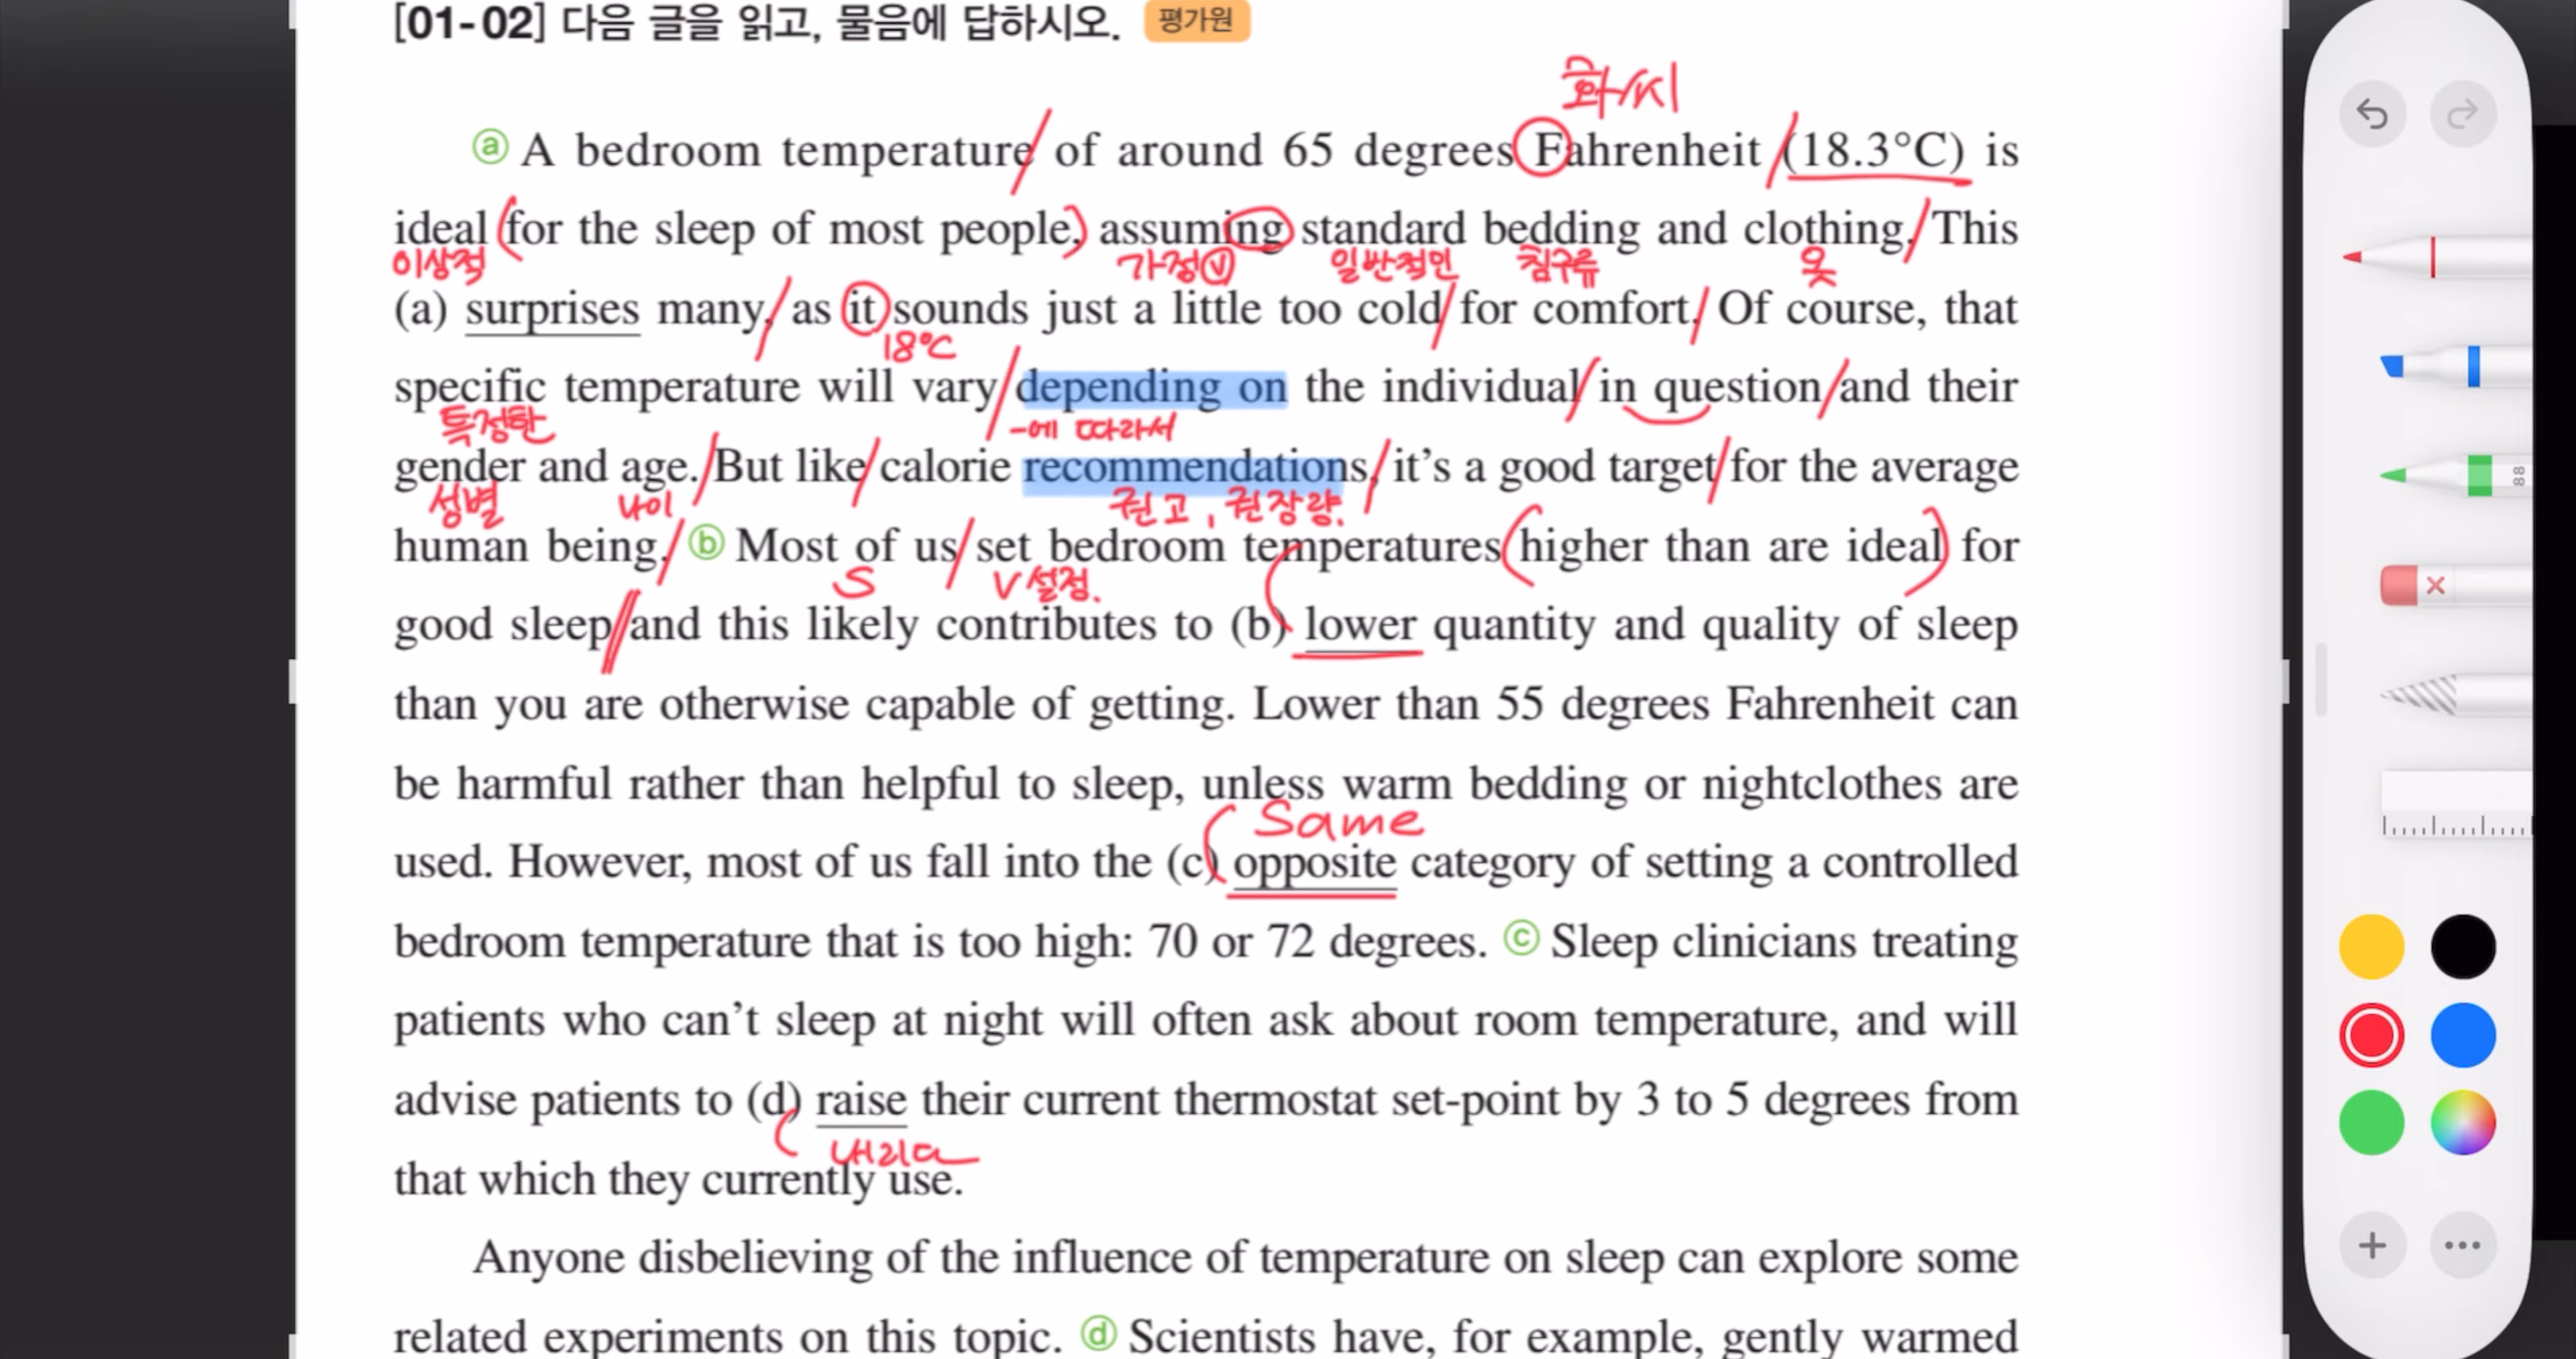 [01-02] 다음 글을 읽고, 물음에 답하시오. 평가원
화/씨
ⓐ A bedroom temperature of around 65 degrees Fahrenheit (18.3°C) is
ideal for the sleep of most people, assuming standard bedding and clothing. This
이상적 가정ⓥ 일반적인 침구류 옷
(a) surprises many, as it sounds just a little too cold for comfort. Of course, that
18°C
specific temperature will vary depending on the individual in question and their
특정한 -에 따라서
gender and age. But like calorie recommendations, it's a good target for the average
성별 나이 권고, 권장량.
human being. ⓑ Most of us set bedroom temperatures higher than are ideal for
S V 설정.
good sleep and this likely contributes to (b) lower quantity and quality of sleep
than you are otherwise capable of getting. Lower than 55 degrees Fahrenheit can
be harmful rather than helpful to sleep, unless warm bedding or nightclothes are
Same
used. However, most of us fall into the (c) opposite category of setting a controlled
bedroom temperature that is too high: 70 or 72 degrees. ⓒ Sleep clinicians treating
patients who can't sleep at night will often ask about room temperature, and will
advise patients to (d) raise their current thermostat set-point by 3 to 5 degrees from
내리다
that which they currently use.
Anyone disbelieving of the influence of temperature on sleep can explore some
related experiments on this topic. ⓓ Scientists have, for example, gently warmed
88